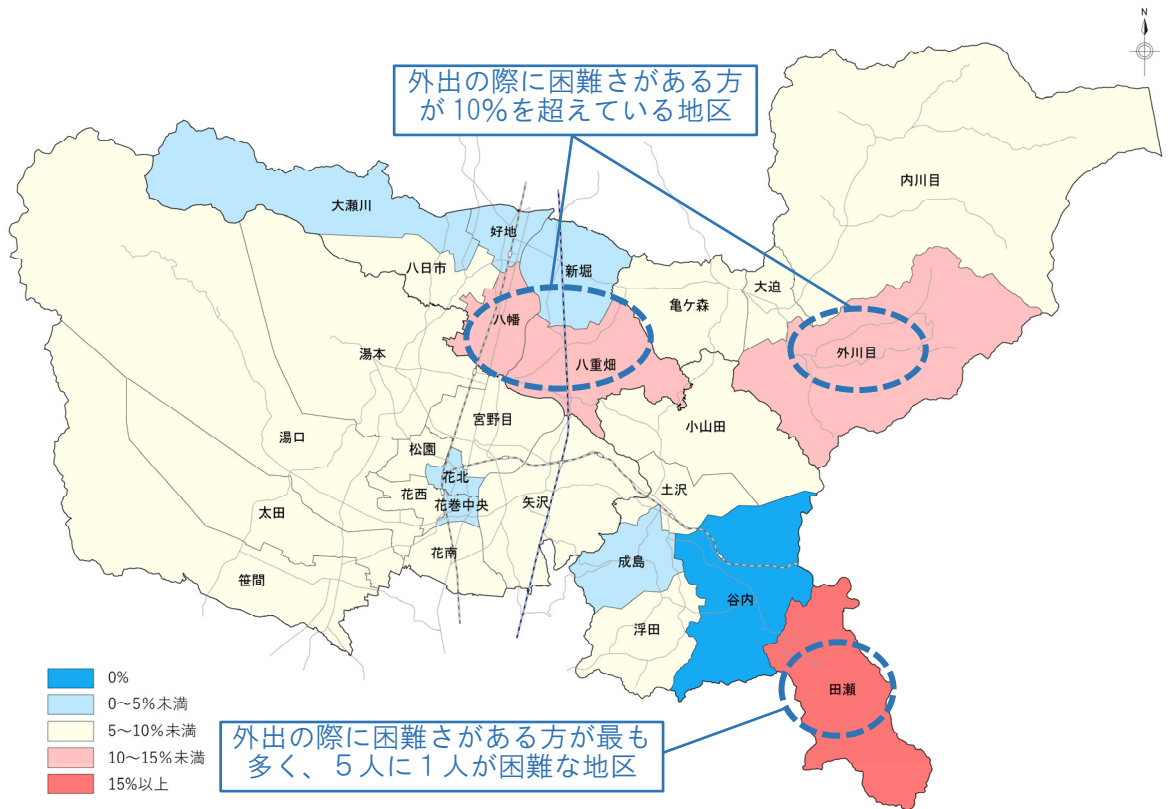 N
外出の際に困難さがある方
が10%を超えている地区
内川目
大瀬川
好地
八日市
新堀
大迫
亀ケ森
八幡
外川目
湯本
八重畑
宮野目
小山田
湯口
松園
花北
土沢
花西
花巻中央
矢沢
太田
花南
成島
笹間
谷内
浮田
田瀬
0%
0～5%未満
5～10%未満
10～15%未満
15%以上
外出の際に困難さがある方が最も
多く、５人に１人が困難な地区